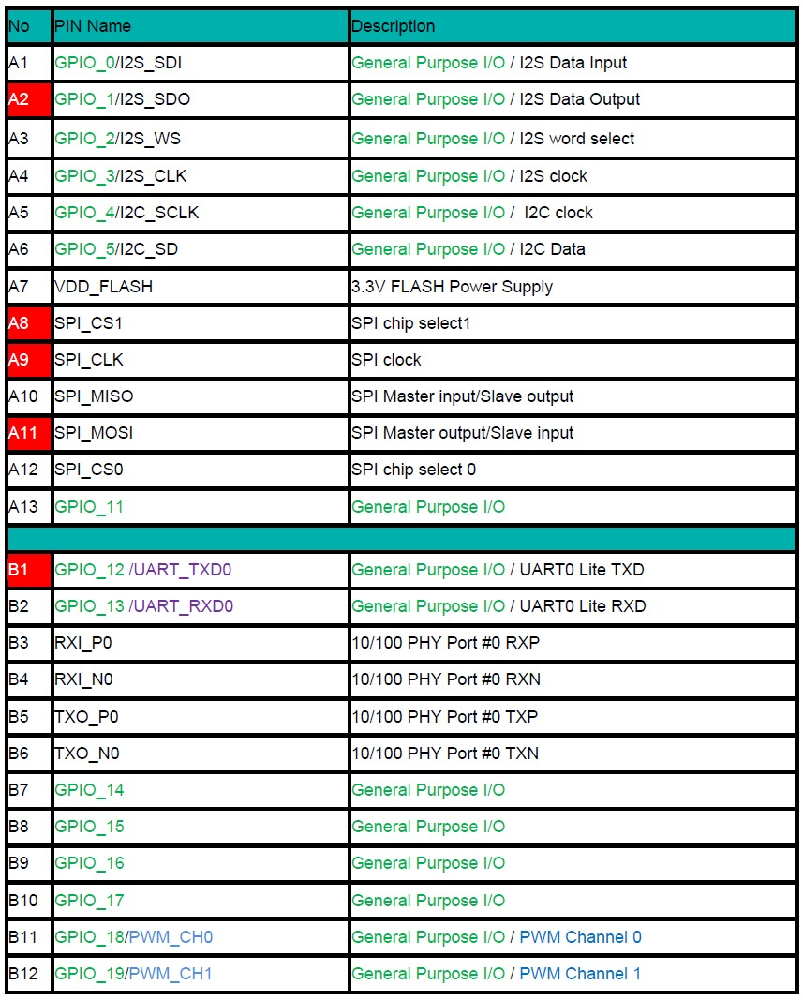 No PIN Name Description
A1 GPIO_0/I2S_SDI General Purpose I/O / I2S Data Input
A2 GPIO_1/I2S_SDO General Purpose I/O / I2S Data Output
A3 GPIO_2/I2S_WS General Purpose I/O / I2S word select
A4 GPIO_3/I2S_CLK General Purpose I/O / I2S clock
A5 GPIO_4/I2C_SCLK General Purpose I/O / I2C clock
A6 GPIO_5/I2C_SD General Purpose I/O / I2C Data
A7 VDD_FLASH 3.3V FLASH Power Supply
A8 SPI_CS1 SPI chip select1
A9 SPI_CLK SPI clock
A10 SPI_MISO SPI Master input/Slave output
A11 SPI_MOSI SPI Master output/Slave input
A12 SPI_CS0 SPI chip select 0
A13 GPIO_11 General Purpose I/O
B1 GPIO_12 /UART_TXD0 General Purpose I/O / UART0 Lite TXD
B2 GPIO_13 /UART_RXD0 General Purpose I/O / UART0 Lite RXD
B3 RXI_P0 10/100 PHY Port #0 RXP
B4 RXI_N0 10/100 PHY Port #0 RXN
B5 TXO_P0 10/100 PHY Port #0 TXP
B6 TXO_N0 10/100 PHY Port #0 TXN
B7 GPIO_14 General Purpose I/O
B8 GPIO_15 General Purpose I/O
B9 GPIO_16 General Purpose I/O
B10 GPIO_17 General Purpose I/O
B11 GPIO_18/PWM_CH0 General Purpose I/O / PWM Channel 0
B12 GPIO_19/PWM_CH1 General Purpose I/O / PWM Channel 1